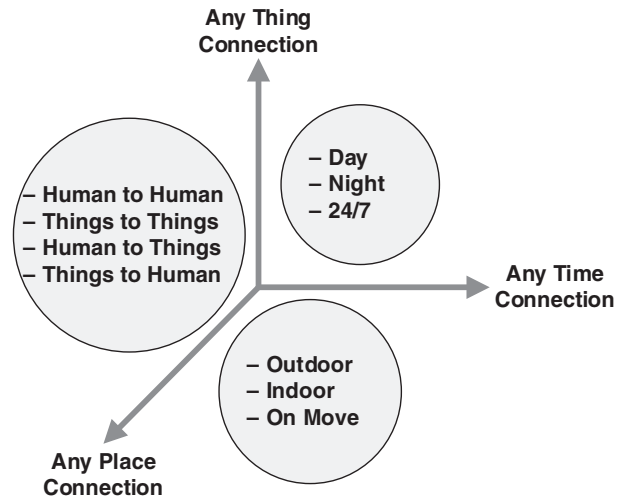 Any Thing
Connection
– Day
– Night
– 24/7
– Human to Human
– Things to Things
– Human to Things
– Things to Human
Any Time
Connection
– Outdoor
– Indoor
– On Move
Any Place
Connection